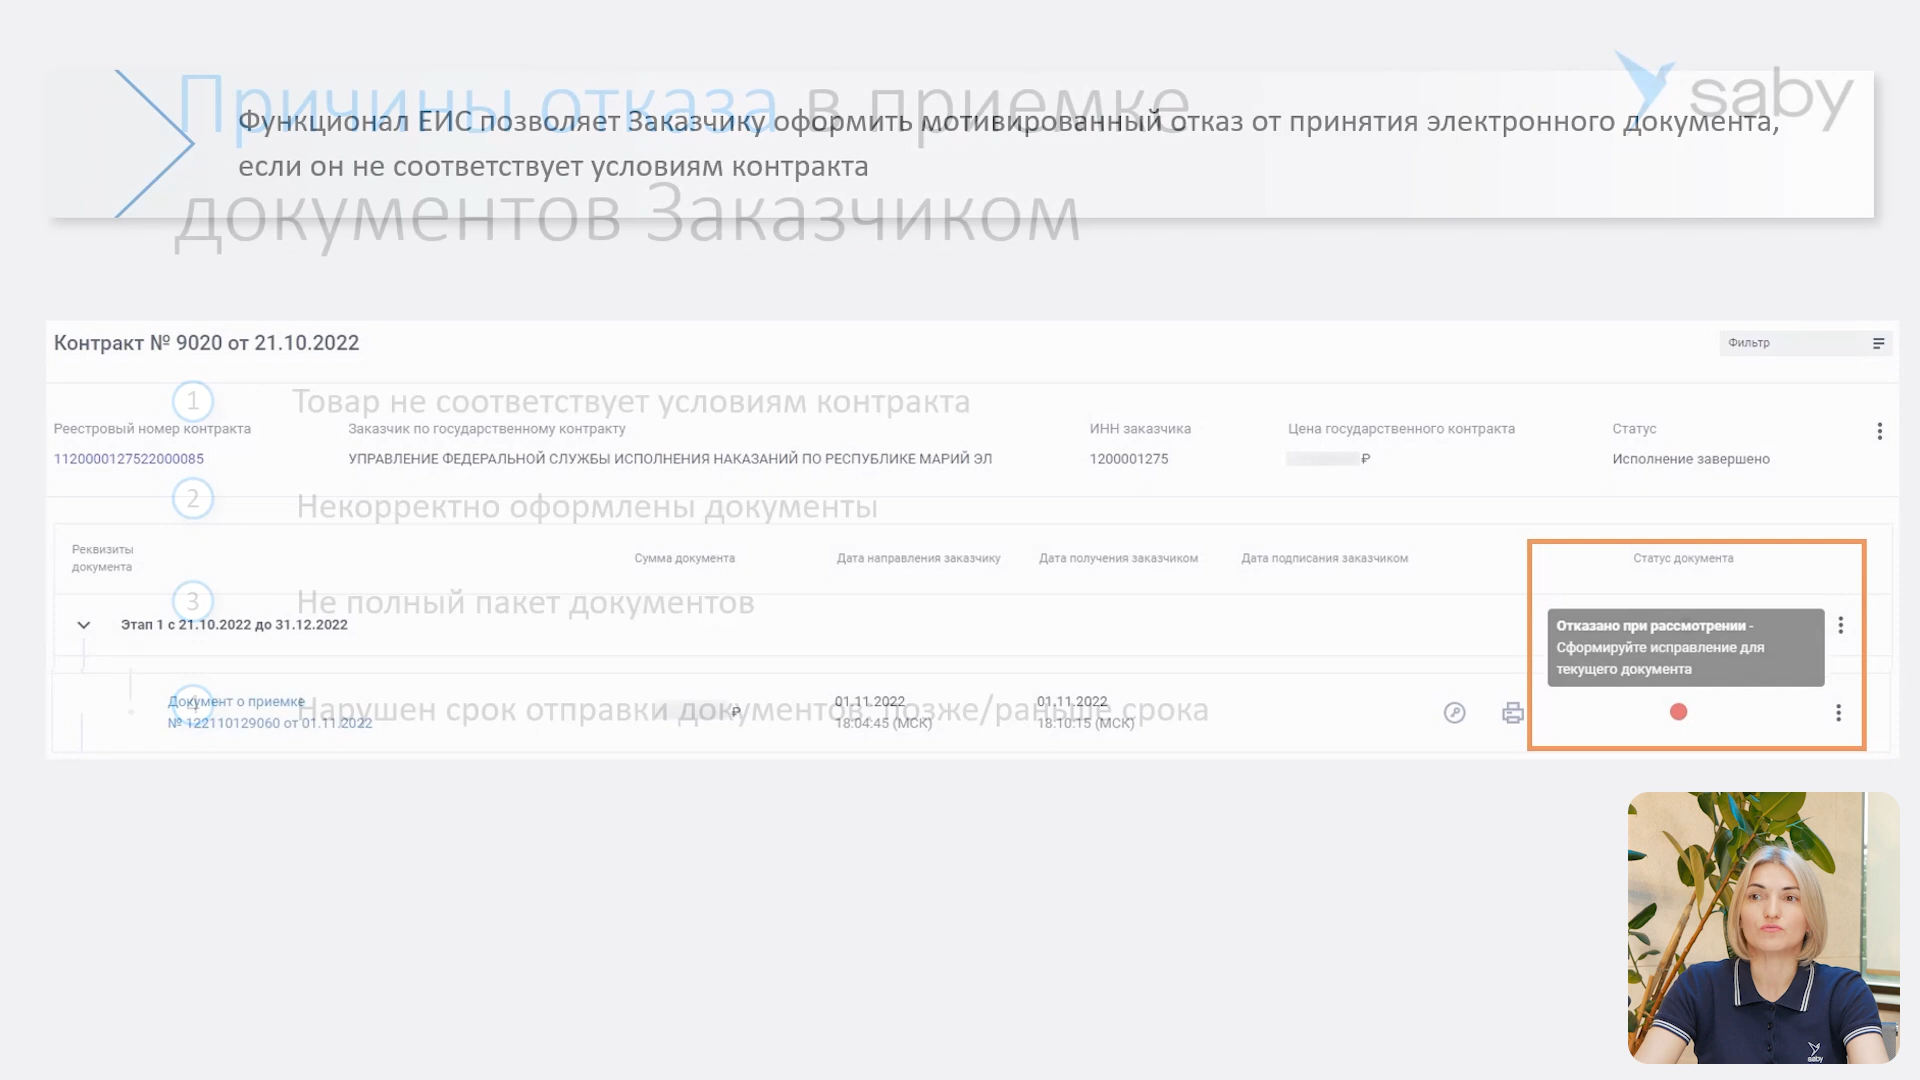 Причины отказа в приемке
документов Заказчиком
saby
Функционал ЕИС позволяет Заказчику оформить мотивированный отказ от принятия электронного документа,
если он не соответствует условиям контракта
Контракт № 9020 от 21.10.2022
Фильтр
1 Товар не соответствует условиям контракта
Реестровый номер контракта Заказчик по государственному контракту ИНН заказчика Цена государственного контракта Статус
1120000127522000085 УПРАВЛЕНИЕ ФЕДЕРАЛЬНОЙ СЛУЖБЫ ИСПОЛНЕНИЯ НАКАЗАНИЙ ПО РЕСПУБЛИКЕ МАРИЙ ЭЛ 1200001275 ₽ Исполнение завершено
2 Некорректно оформлены документы
Реквизиты
документа
Сумма документа Дата направления заказчику Дата получения заказчиком Дата подписания заказчиком Статус документа
3 Не полный пакет документов
Этап 1 с 21.10.2022 до 31.12.2022
Отказано при рассмотрении -
Сформируйте исправление для
текущего документа
4 Нарушен срок отправки документов: позже/раньше срока
Документ о приемке ₽ 01.11.2022 01.11.2022
№ 122110129060 от 01.11.2022 18:04:45 (МСК) 18:10:15 (МСК)
saby